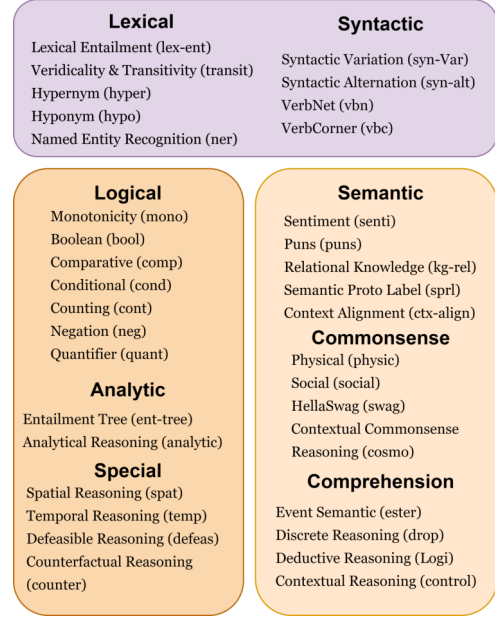 Lexical
Lexical Entailment (lex-ent)
Veridicality & Transitivity (transit)
Hypernym (hyper)
Hyponym (hypo)
Named Entity Recognition (ner)
Syntactic
Syntactic Variation (syn-Var)
Syntactic Alternation (syn-alt)
VerbNet (vbn)
VerbCorner (vbc)
Logical
Monotonicity (mono)
Boolean (bool)
Comparative (comp)
Conditional (cond)
Counting (cont)
Negation (neg)
Quantifier (quant)
Analytic
Entailment Tree (ent-tree)
Analytical Reasoning (analytic)
Special
Spatial Reasoning (spat)
Temporal Reasoning (temp)
Defeasible Reasoning (defeas)
Counterfactual Reasoning
(counter)
Semantic
Sentiment (senti)
Puns (puns)
Relational Knowledge (kg-rel)
Semantic Proto Label (sprl)
Context Alignment (ctx-align)
Commonsense
Physical (physic)
Social (social)
HellaSwag (swag)
Contextual Commonsense
Reasoning (cosmo)
Comprehension
Event Semantic (ester)
Discrete Reasoning (drop)
Deductive Reasoning (Logi)
Contextual Reasoning (control)